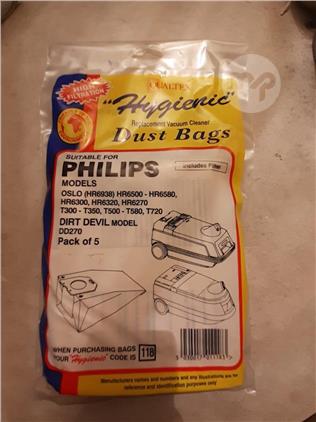 QUALTEX
HIGH
FILTRATION
"Hygienic"
Replacement Vacuum Cleaner
Dust Bags
SUITABLE FOR
PHILIPS
Includes Filter
MODELS
OSLO (HR6938) HR6500 - HR6580,
HR6300, HR6320, HR6270
T300 - T350, T500 - T580, T720
DIRT DEVIL MODEL
DD270
Pack of 5
WHEN PURCHASING BAGS
YOUR "Hygienic" CODE IS 118
Manufacturers names and numbers and any illustrations are for
reference and identification purposes only